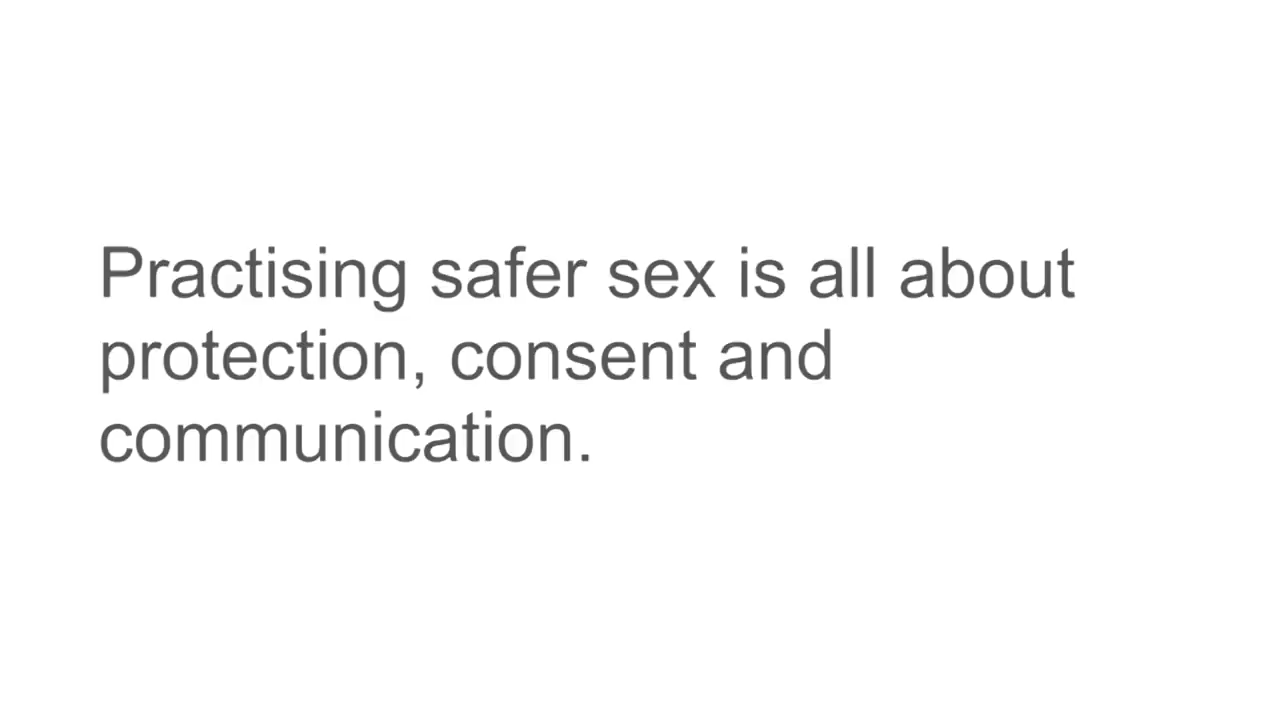 Practising safer sex is all about
protection, consent and
communication.